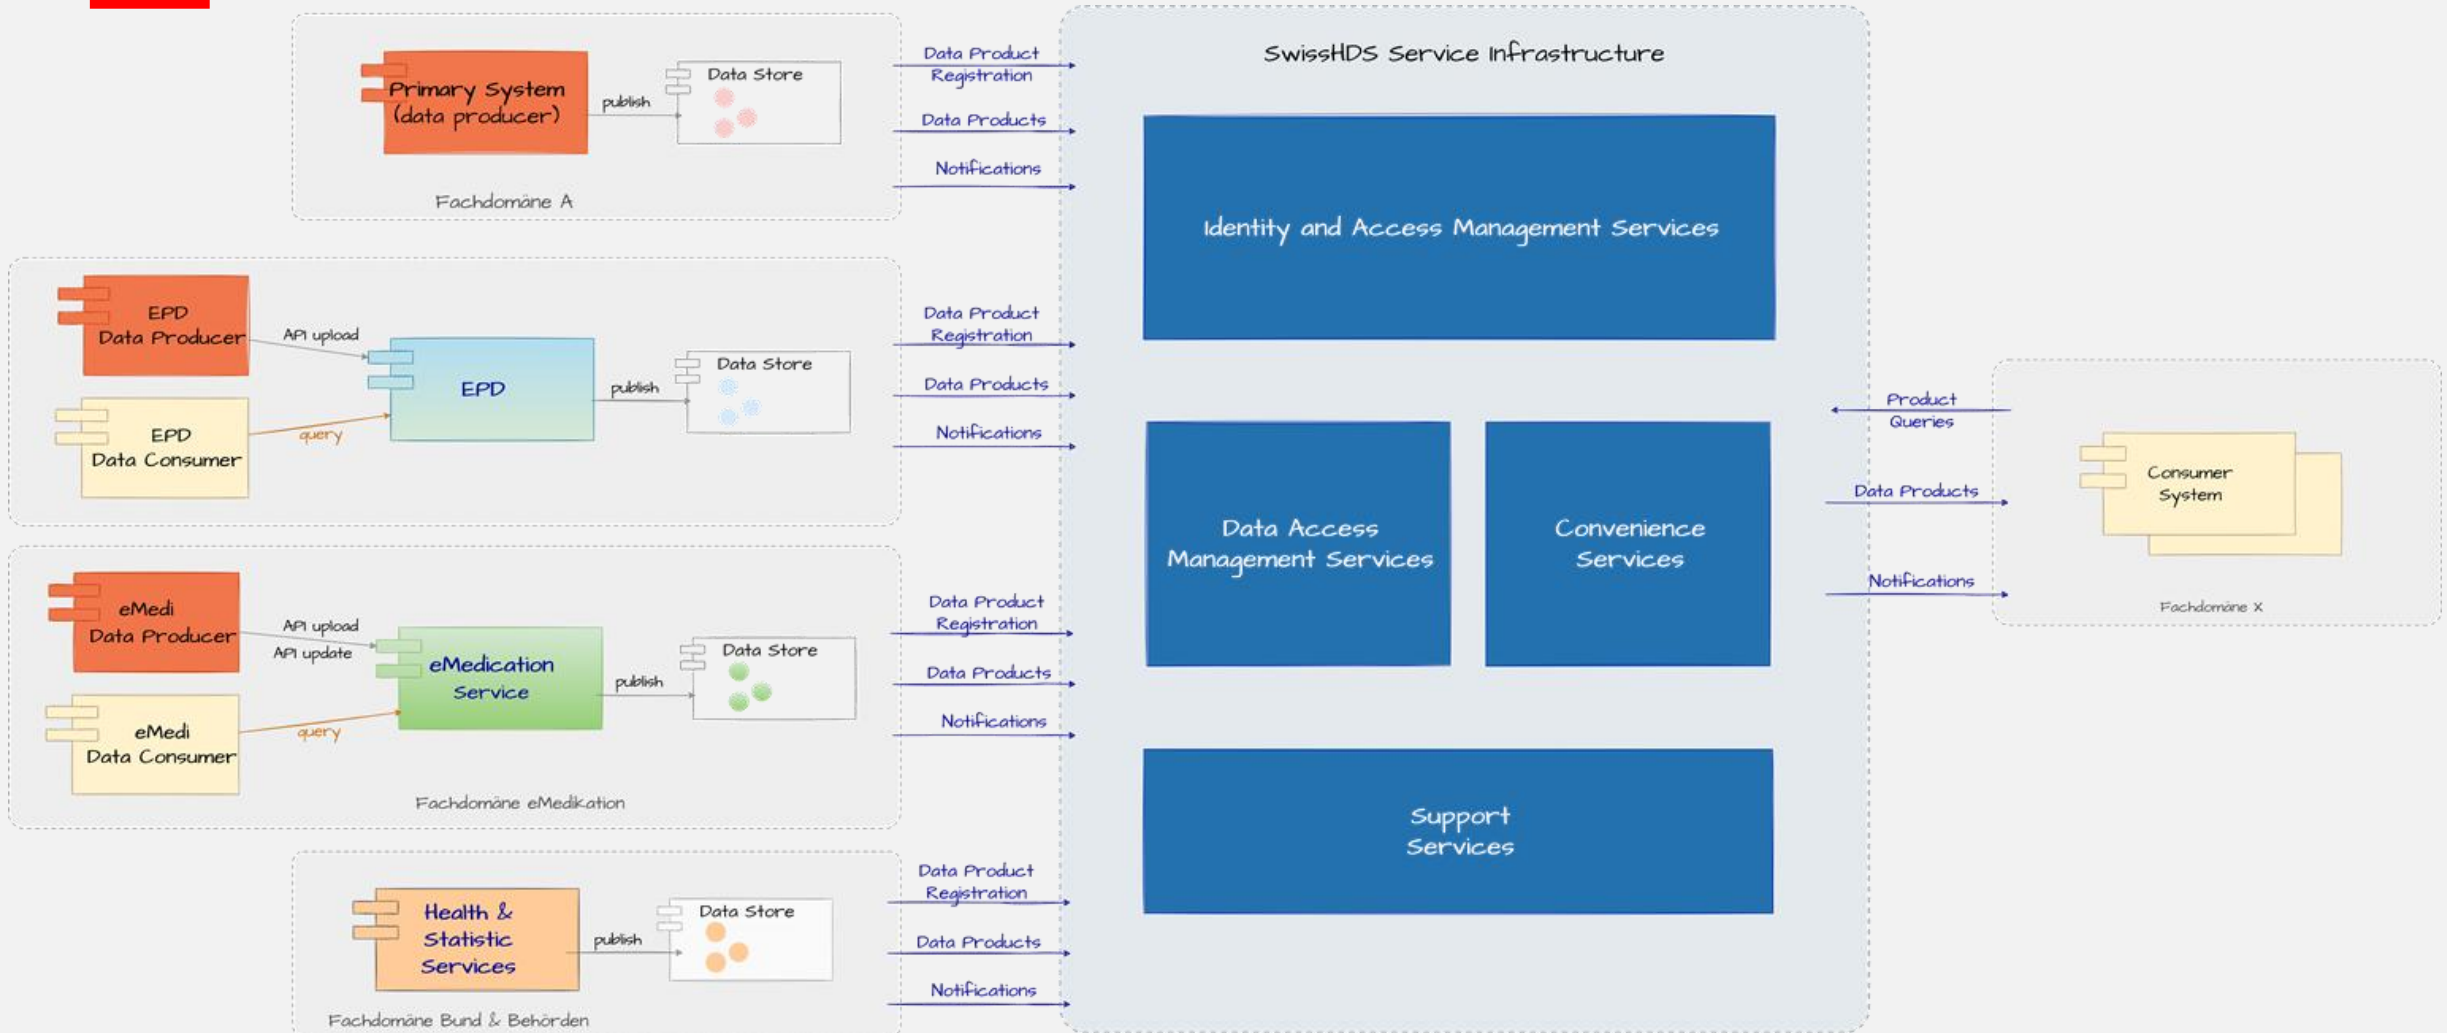 SwissHDS Service Infrastructure
Primary System
(data producer)
publish
Data Store
Fachdomäne A
Data Product
Registration
Data Products
Notifications
Identity and Access Management Services
EPD
Data Producer
API upload
EPD
Data Consumer
query
EPD
publish
Data Store
Data Product
Registration
Data Products
Notifications
Data Access
Management Services
Convenience
Services
Product
Queries
Data Products
Notifications
Consumer
System
Fachdomäne X
eMedi
Data Producer
API upload
API update
eMedi
Data Consumer
query
eMedication
Service
publish
Data Store
Fachdomäne eMedikation
Data Product
Registration
Data Products
Notifications
Support
Services
Health &
Statistic
Services
publish
Data Store
Fachdomäne Bund & Behörden
Data Product
Registration
Data Products
Notifications